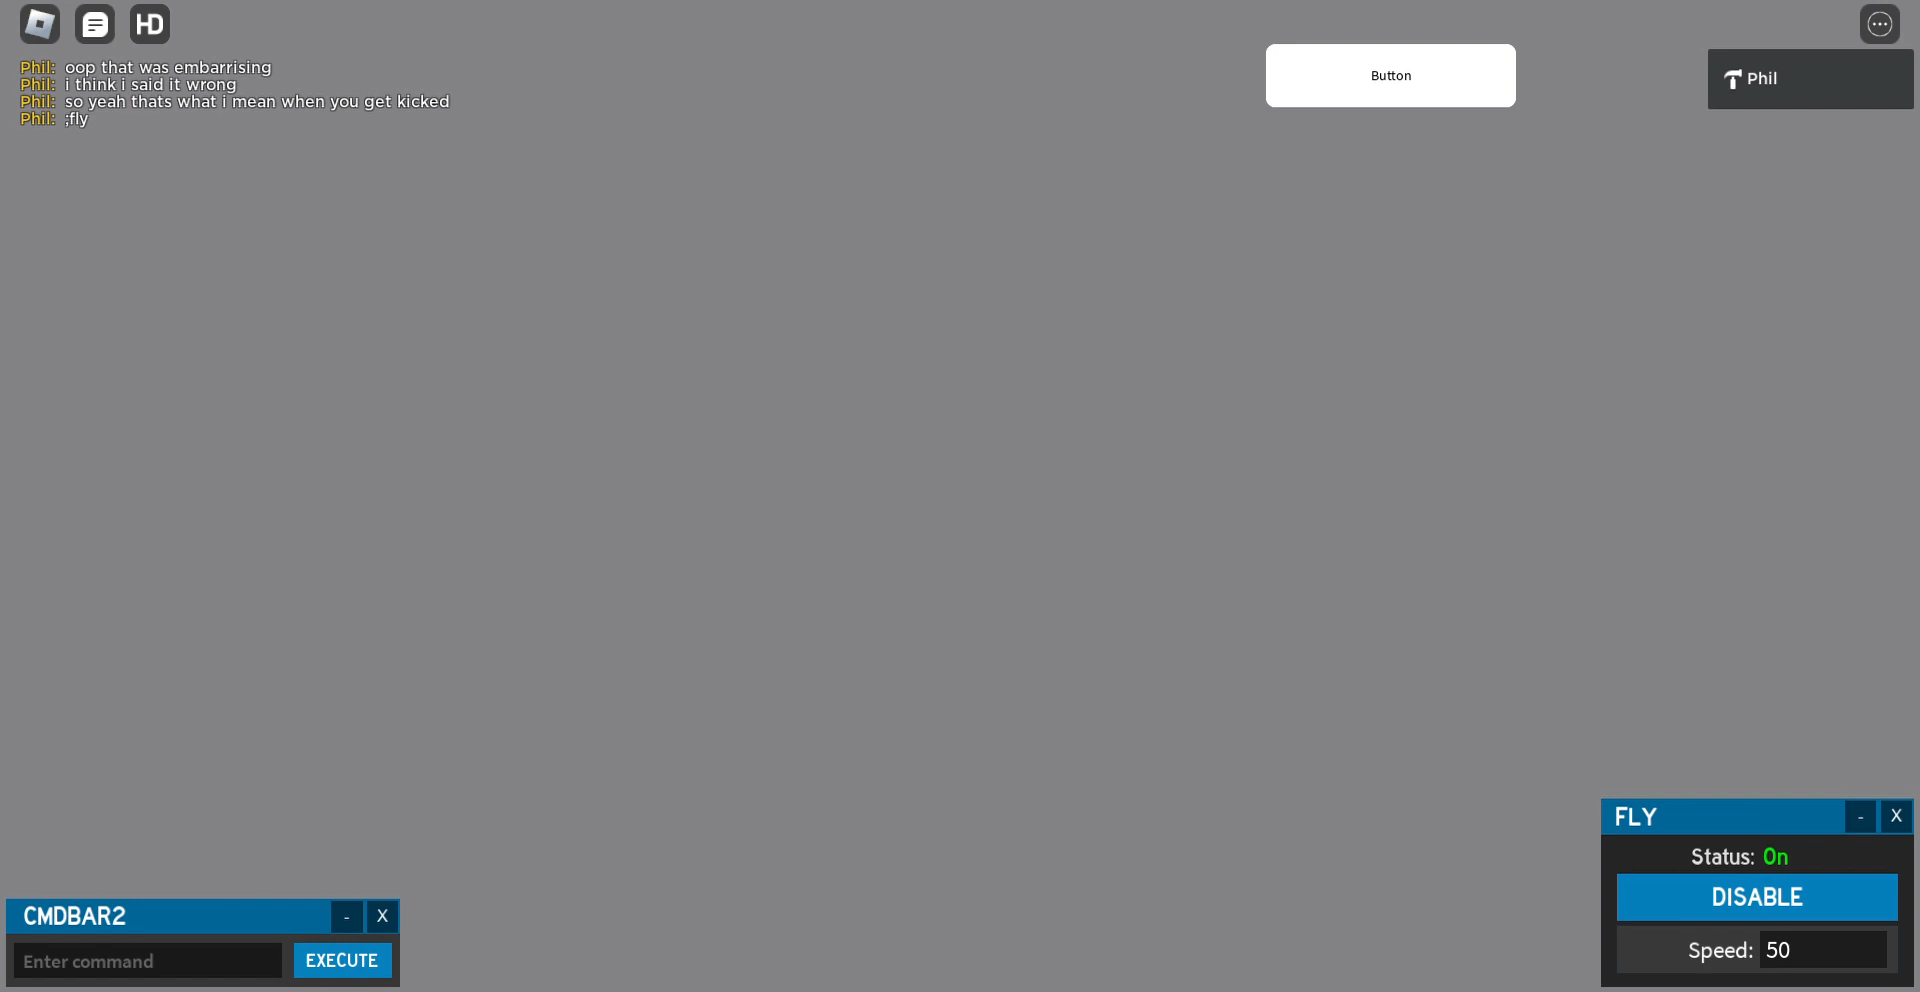 HD
Phil: oop that was embarrising
Phil: i think i said it wrong
Phil: so yeah thats what i mean when you get kicked
Phil: ;fly
Button
Phil
FLY - X
Status: On
DISABLE
Speed: 50
CMDBAR2 - X
Enter command EXECUTE